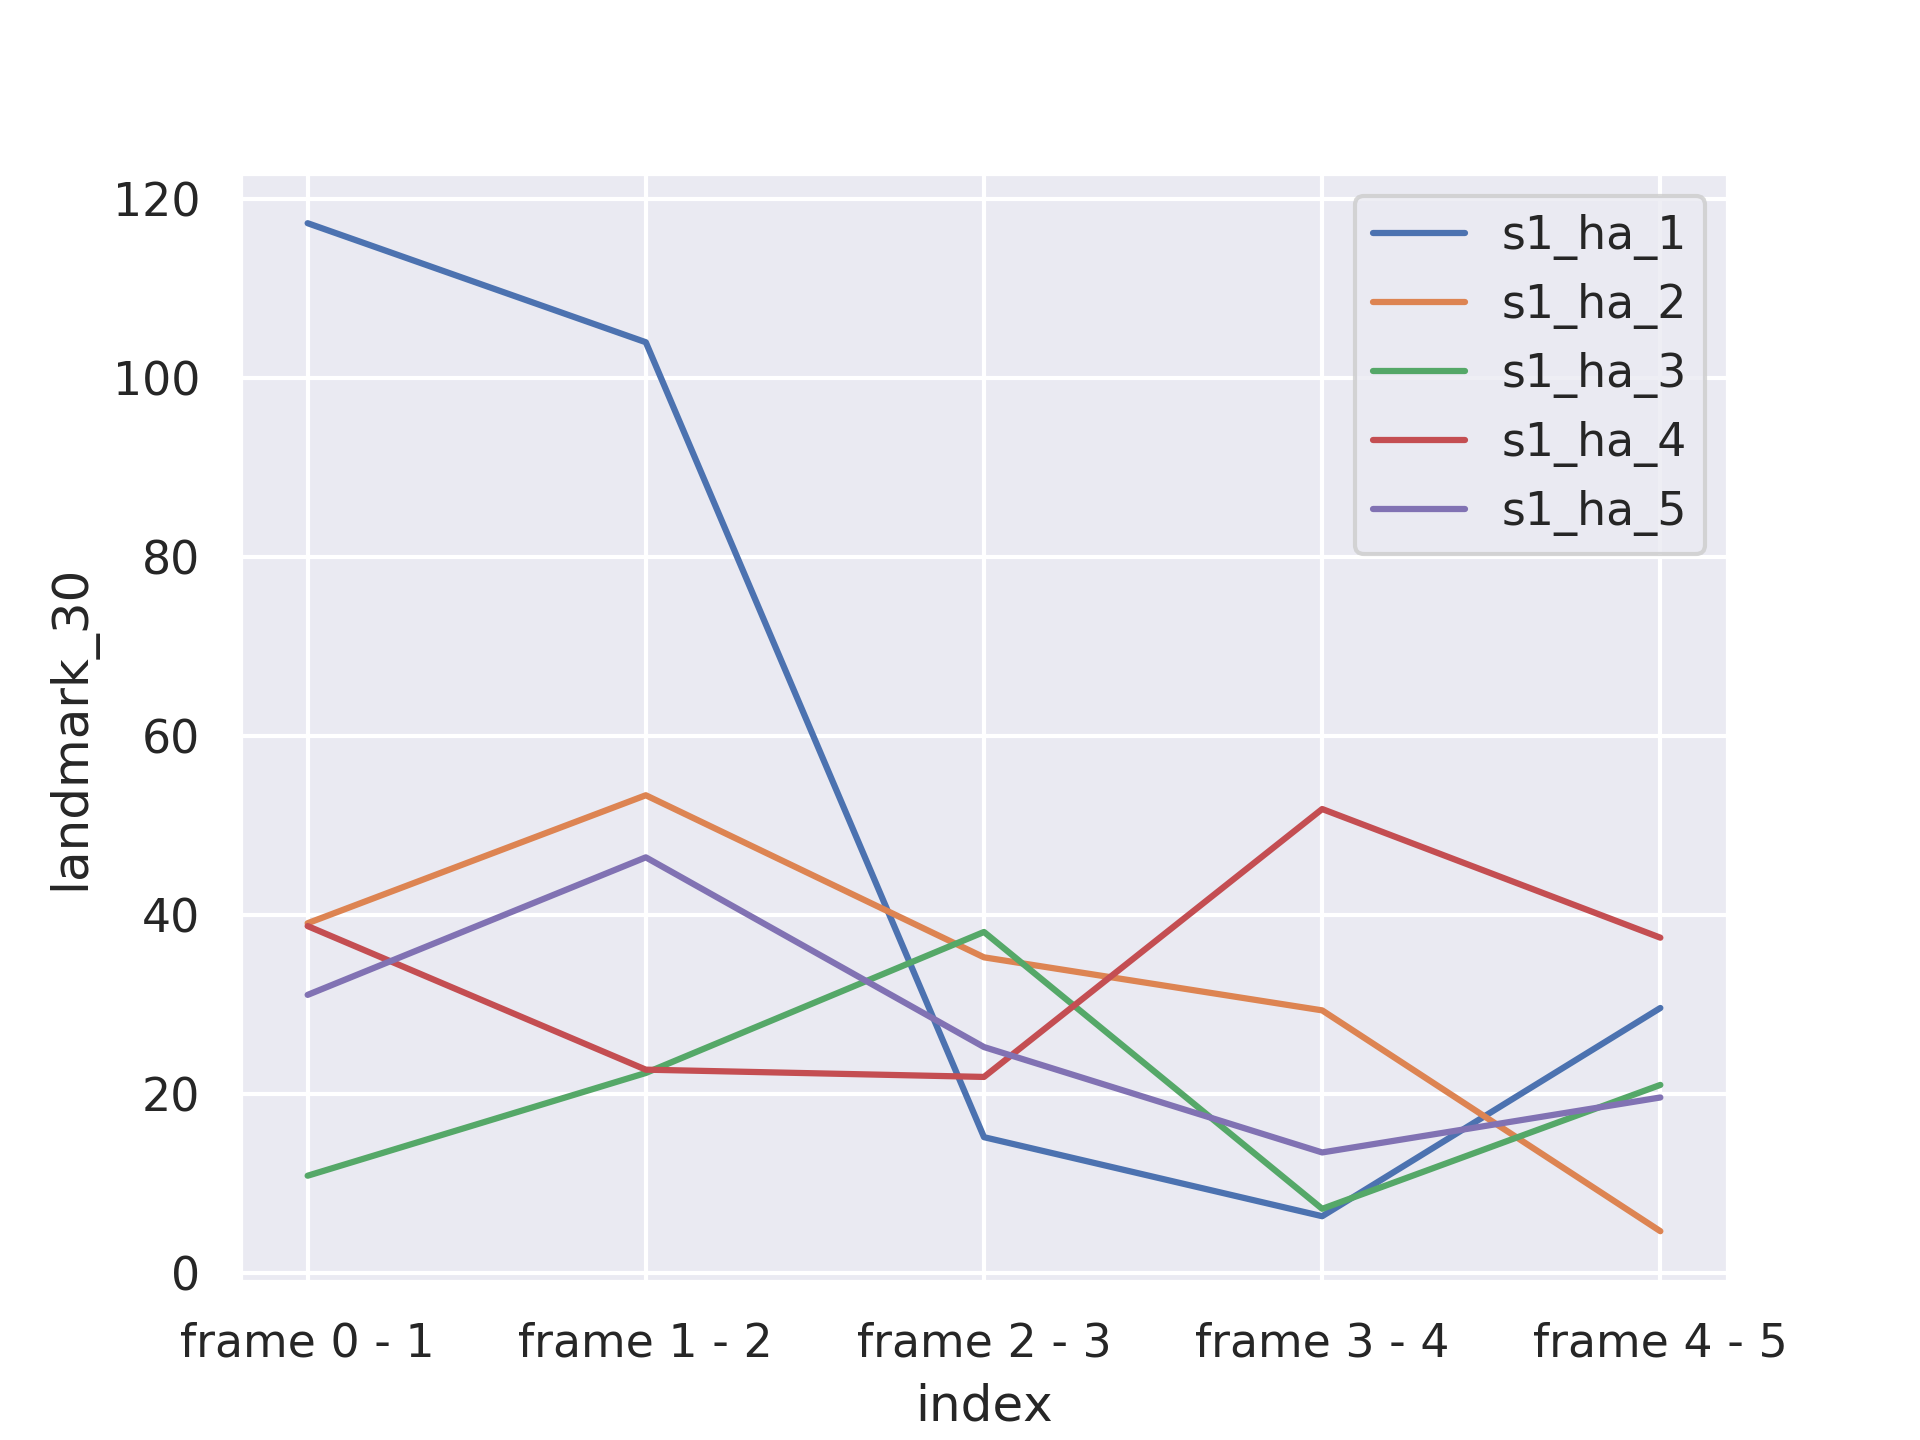 120
100
80
60
40
20
0
landmark_30
s1_ha_1
s1_ha_2
s1_ha_3
s1_ha_4
s1_ha_5
frame 0 - 1
frame 1 - 2
frame 2 - 3
frame 3 - 4
frame 4 - 5
index